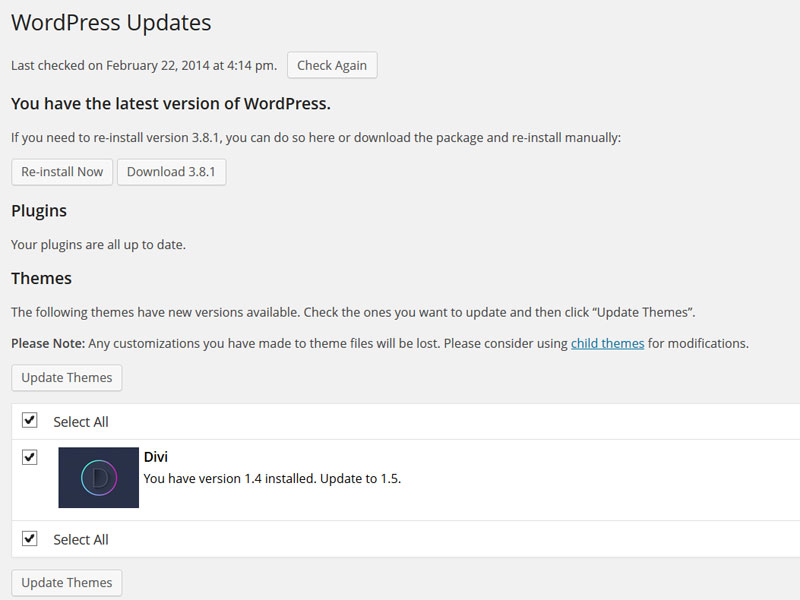 WordPress Updates
Last checked on February 22, 2014 at 4:14 pm. Check Again
You have the latest version of WordPress.
If you need to re-install version 3.8.1, you can do so here or download the package and re-install manually:
Re-install Now Download 3.8.1
Plugins
Your plugins are all up to date.
Themes
The following themes have new versions available. Check the ones you want to update and then click “Update Themes”.
Please Note: Any customizations you have made to theme files will be lost. Please consider using child themes for modifications.
Update Themes
Select All
D
Divi
You have version 1.4 installed. Update to 1.5.
Select All
Update Themes